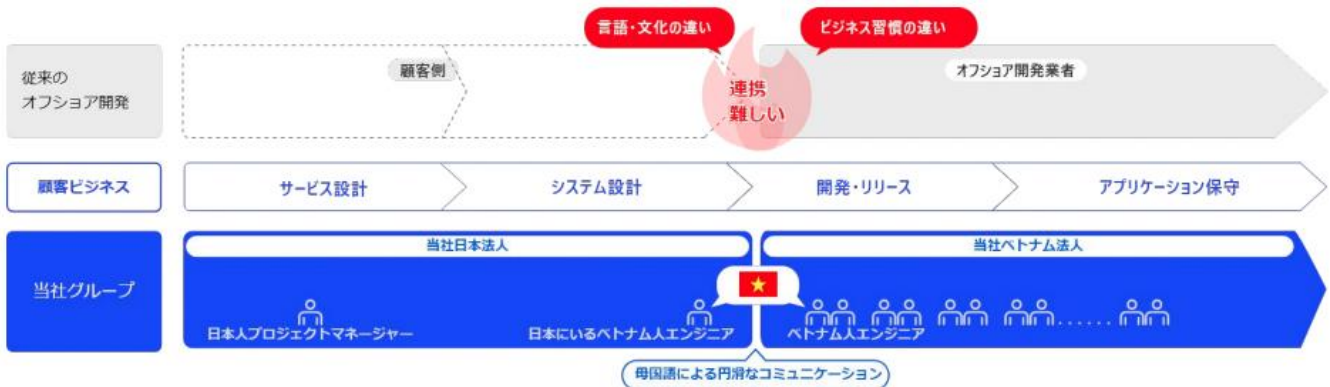 言語・文化の違い
ビジネス習慣の違い
従来の
オフショア開発
顧客側
連携
難しい
オフショア開発業者
顧客ビジネス
サービス設計
システム設計
開発・リリース
アプリケーション保守
当社グループ
当社日本法人
当社ベトナム法人
日本人プロジェクトマネージャー
日本にいるベトナム人エンジニア
ベトナム人エンジニア
......
母国語による円滑なコミュニケーション